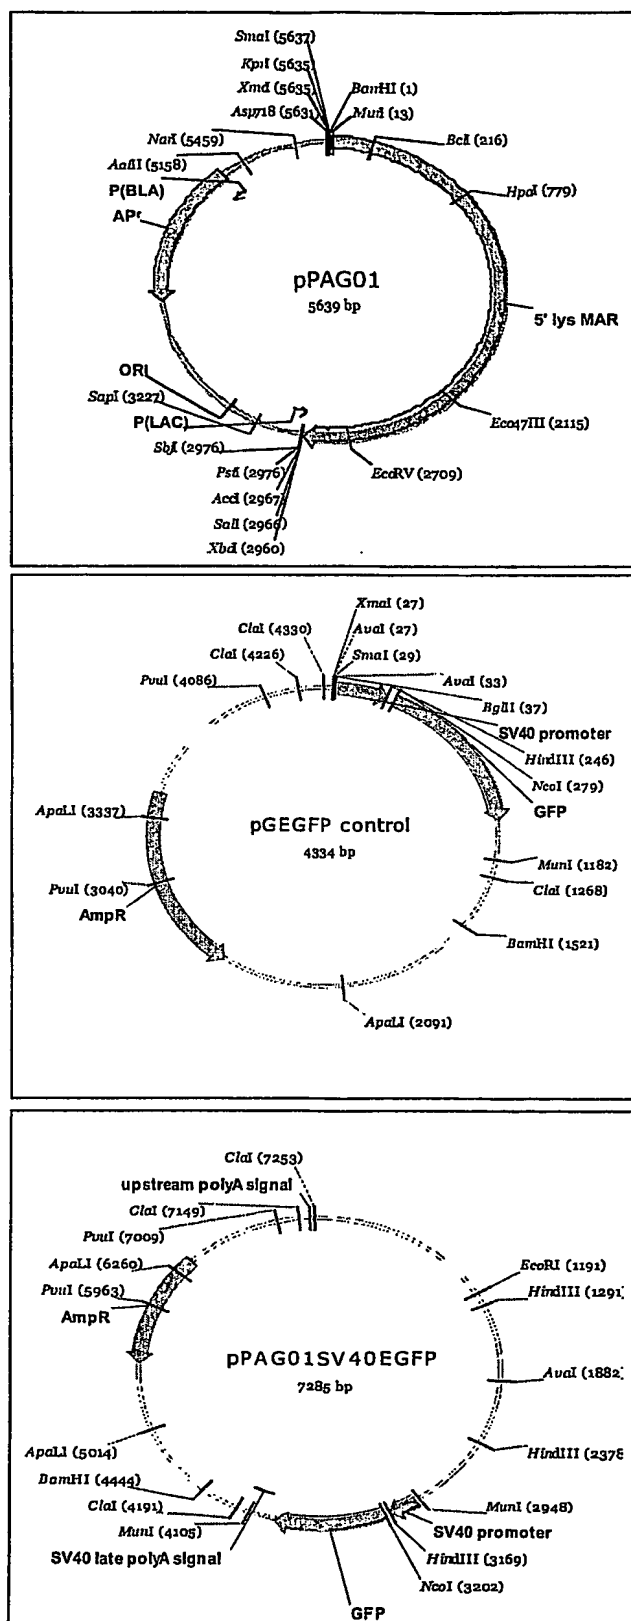 SmaI (5637)
KpnI (5635)
XmaI (5635)
Asp718 (5631)
BamHI (1)
MunI (13)
NarI (5459)
BclI (216)
AatII (5158)
P(BLA)
HpaI (779)
APr
pPAG01
5639 bp
5' lys MAR
ORI
SapI (3227)
P(LAC)
Eco47III (2115)
SbfI (2976)
PstI (2976)
EcoRV (2709)
AccI (2967)
SalI (2966)
XbaI (2960)
XmaI (27)
ClaI (4330)
AvaI (27)
ClaI (4226)
SmaI (29)
PvuI (4086)
AvaI (33)
BglII (37)
SV40 promoter
HindIII (246)
NcoI (279)
GFP
ApaLI (3337)
pGEGFP control
4334 bp
MunI (1182)
PvuI (3040)
ClaI (1268)
AmpR
BamHI (1521)
ApaLI (2091)
ClaI (7253)
upstream polyA signal
ClaI (7149)
PvuI (7009)
ApaLI (6260)
EcoRI (1191)
PvuI (5963)
HindIII (1291)
AmpR
pPAG01SV40EGFP
7285 bp
AvaI (1882)
ApaLI (5014)
HindIII (2378
BamHI (4444)
ClaI (4191)
MunI (2948)
MunI (4105)
SV40 promoter
SV40 late polyA signal
HindIII (3169)
NcoI (3202)
GFP